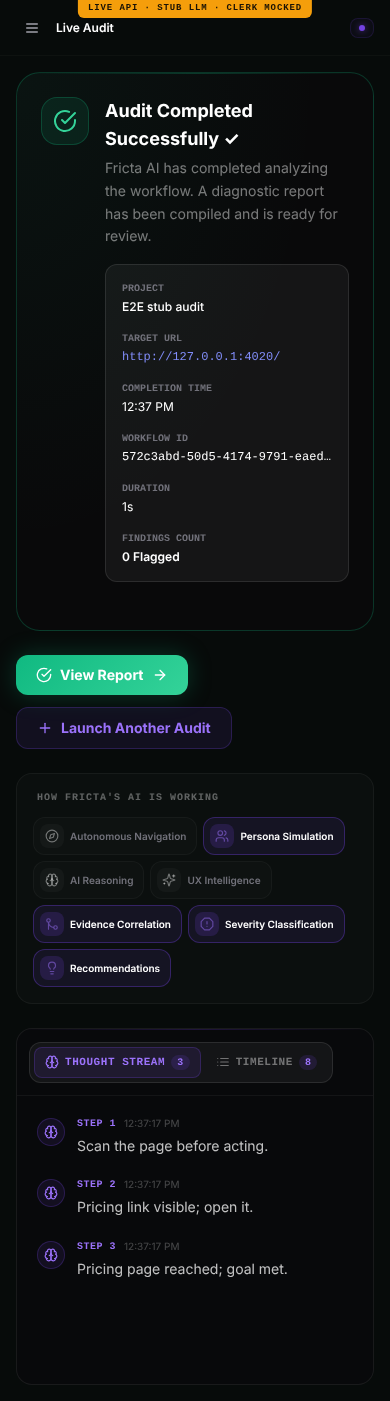 LIVE API · STUB LLM · CLERK MOCKED
Live Audit
Audit Completed
Successfully ✓
Fricta AI has completed analyzing
the workflow. A diagnostic report
has been compiled and is ready for
review.
PROJECT
E2E stub audit
TARGET URL
http://127.0.0.1:4020/
COMPLETION TIME
12:37 PM
WORKFLOW ID
572c3abd-50d5-4174-9791-eaed…
DURATION
1s
FINDINGS COUNT
0 Flagged
View Report →
+ Launch Another Audit
HOW FRICTA'S AI IS WORKING
Autonomous Navigation
Persona Simulation
AI Reasoning
UX Intelligence
Evidence Correlation
Severity Classification
Recommendations
THOUGHT STREAM 3
TIMELINE 8
STEP 1 12:37:17 PM
Scan the page before acting.
STEP 2 12:37:17 PM
Pricing link visible; open it.
STEP 3 12:37:17 PM
Pricing page reached; goal met.